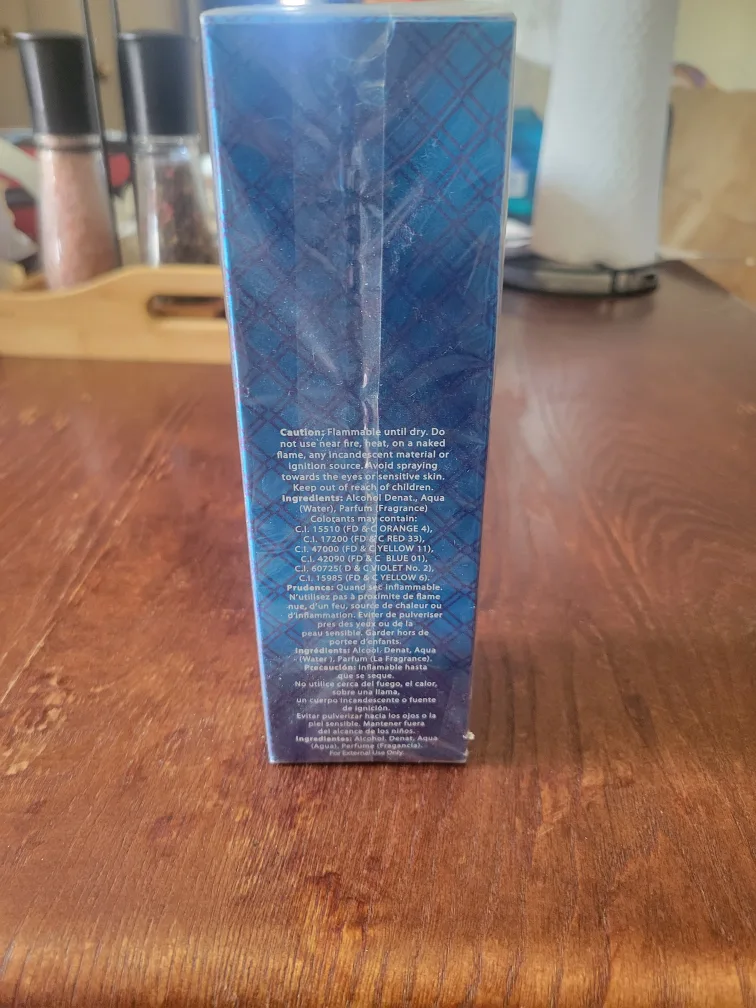 Caution: Flammable until dry. Do
not use near fire, heat, on a naked
flame, any incandescent material or
ignition source. Avoid spraying
towards the eyes or sensitive skin.
Keep out of reach of children.
Ingredients: Alcohol Denat., Aqua
(Water), Parfum (Fragrance)
Colorants may contain:
C.I. 15510 (FD & C ORANGE 4),
C.I. 17200 (FD & C RED 33),
C.I. 47000 (FD & C YELLOW 11),
C.I. 42090 (FD & C BLUE 01),
C.I. 60725( D & C VIOLET No. 2),
C.I. 15985 (FD & C YELLOW 6).
Prudence: Quand sec inflammable.
N'utilisez pas à proximite de flame
nue, d'un feu, source de chaleur ou
d'inflammation. Eviter de pulveriser
pres des yeux ou de la
peau sensible. Garder hors de
portee d'enfants.
Ingrédients: Alcool. Denat, Aqua
(Water ), Parfum (La Fragrance).
Precaución: Inflamable hasta
que se seque.
No utilice cerca del fuego, el calor,
sobre una llama,
un cuerpo incandescente o fuente
de ignición.
Evitar pulverizar hacia los ojos o la
piel sensible. Mantener fuera
del alcance de los niños.
Ingredientes: Alcohol. Denat, Aqua
(Agua), Perfume (Fragancia).
For External Use Only.